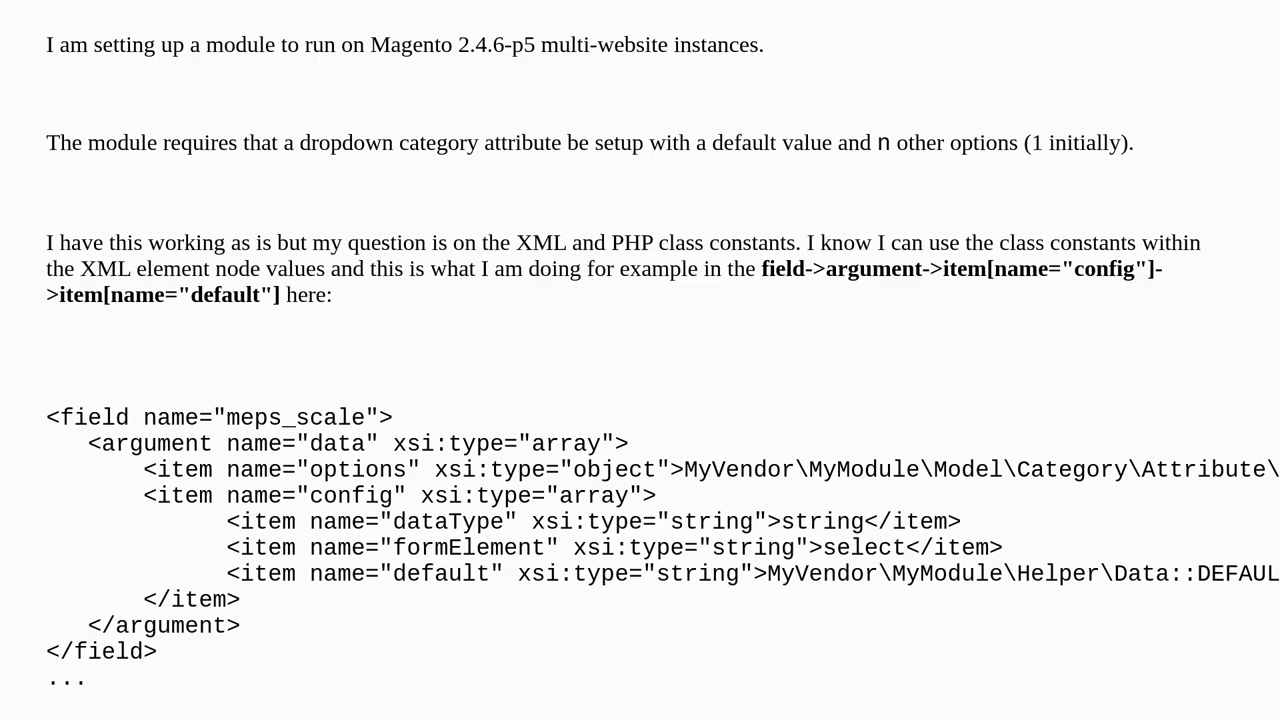 I am setting up a module to run on Magento 2.4.6-p5 multi-website instances.
The module requires that a dropdown category attribute be setup with a default value and n other options (1 initially).
I have this working as is but my question is on the XML and PHP class constants. I know I can use the class constants within
the XML element node values and this is what I am doing for example in the field->argument->item[name="config"]-
>item[name="default"] here:
<field name="meps_scale">
   <argument name="data" xsi:type="array">
       <item name="options" xsi:type="object">MyVendor\MyModule\Model\Category\Attribute\
       <item name="config" xsi:type="array">
             <item name="dataType" xsi:type="string">string</item>
             <item name="formElement" xsi:type="string">select</item>
             <item name="default" xsi:type="string">MyVendor\MyModule\Helper\Data::DEFAUL
       </item>
   </argument>
</field>
...